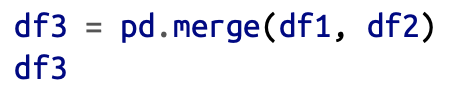 df3 = pd.merge(df1, df2)
df3